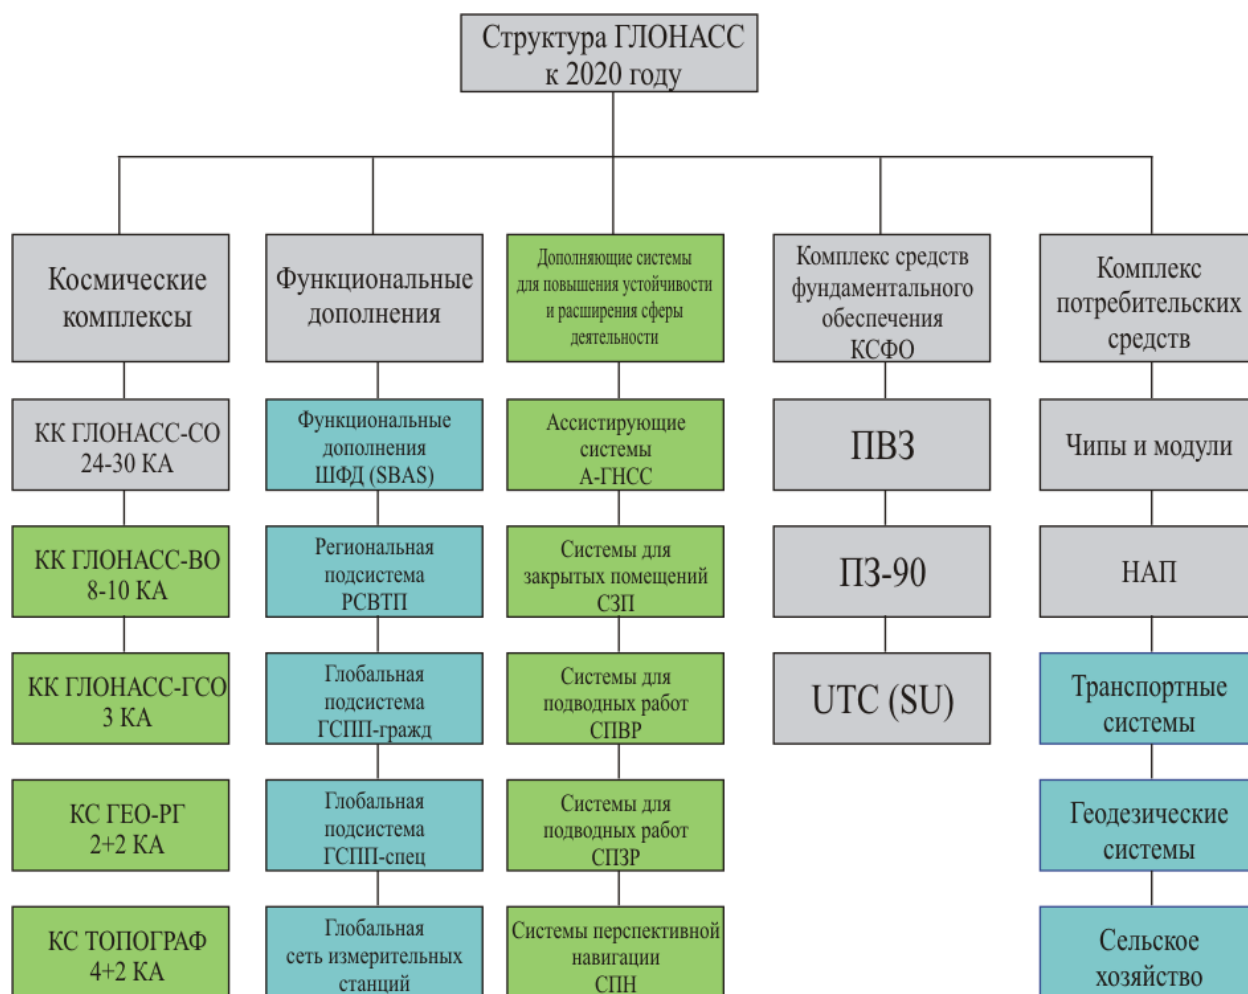 Структура ГЛОНАСС
к 2020 году
Космические
комплексы
КК ГЛОНАСС-СО
24-30 КА
КК ГЛОНАСС-ВО
8-10 КА
КК ГЛОНАСС-ГСО
3 КА
КС ГЕО-РГ
2+2 КА
КС ТОПОГРАФ
4+2 КА
Функциональные
дополнения
Функциональные
дополнения
ШФД (SBAS)
Региональная
подсистема
РСВТП
Глобальная
подсистема
ГСПП-гражд
Глобальная
подсистема
ГСПП-спец
Глобальная
сеть измерительных
станций
Дополняющие системы
для повышения устойчивости
и расширения сферы
деятельности
Ассистирующие
системы
А-ГНСС
Системы для
закрытых помещений
СЗП
Системы для
подводных работ
СПВР
Системы для
подводных работ
СПЗР
Системы перспективной
навигации
СПН
Комплекс средств
фундаментального
обеспечения
КСФО
ПВЗ
ПЗ-90
UTC (SU)
Комплекс
потребительских
средств
Чипы и модули
НАП
Транспортные
системы
Геодезические
системы
Сельское
хозяйство